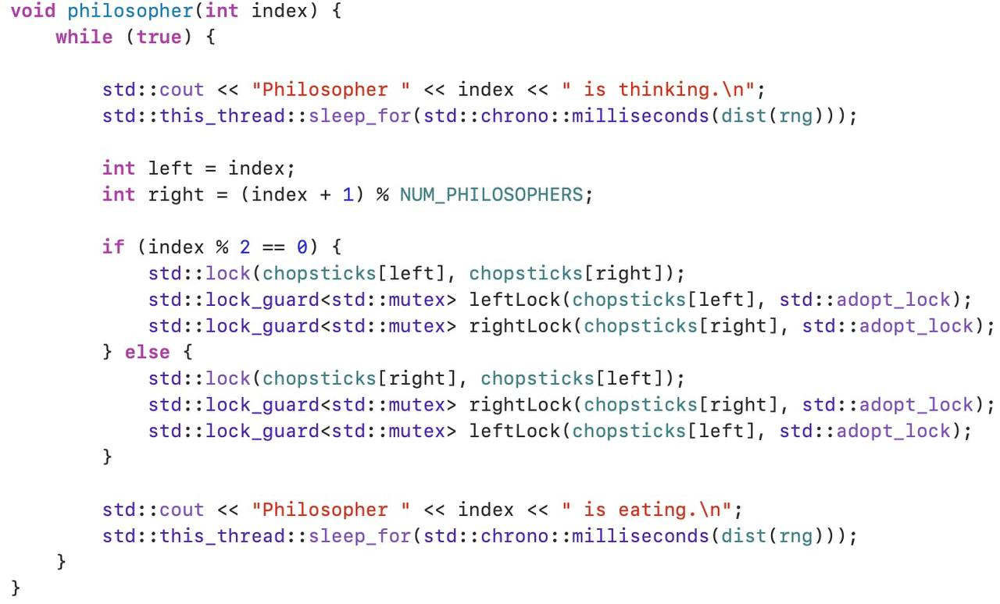 void philosopher(int index) {
    while (true) {

        std::cout << "Philosopher " << index << " is thinking.\n";
        std::this_thread::sleep_for(std::chrono::milliseconds(dist(rng)));

        int left = index;
        int right = (index + 1) % NUM_PHILOSOPHERS;

        if (index % 2 == 0) {
            std::lock(chopsticks[left], chopsticks[right]);
            std::lock_guard<std::mutex> leftLock(chopsticks[left], std::adopt_lock);
            std::lock_guard<std::mutex> rightLock(chopsticks[right], std::adopt_lock);
        } else {
            std::lock(chopsticks[right], chopsticks[left]);
            std::lock_guard<std::mutex> rightLock(chopsticks[right], std::adopt_lock);
            std::lock_guard<std::mutex> leftLock(chopsticks[left], std::adopt_lock);
        }

        std::cout << "Philosopher " << index << " is eating.\n";
        std::this_thread::sleep_for(std::chrono::milliseconds(dist(rng)));
    }
}